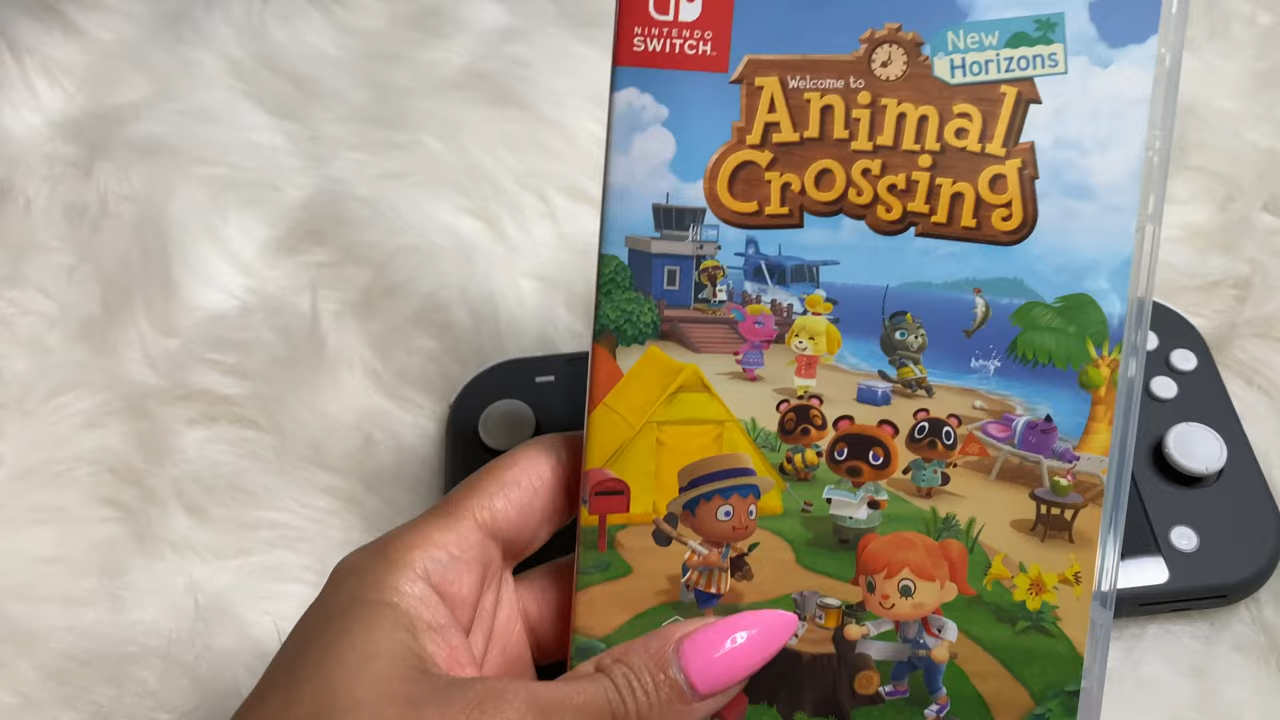 NINTENDO
SWITCH
New
Horizons
Welcome to
Animal
Crossing